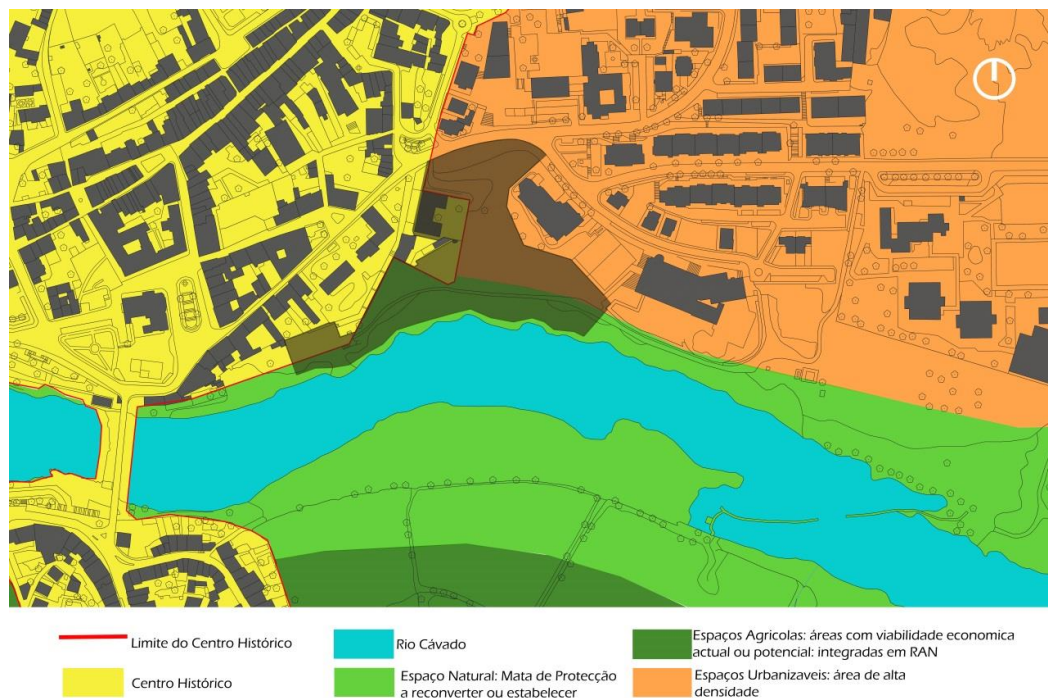 Limite do Centro Histórico
Centro Histórico
Rio Cávado
Espaço Natural: Mata de Protecção
a reconverter ou estabelecer
Espaços Agricolas: áreas com viabilidade economica
actual ou potencial: integradas em RAN
Espaços Urbanizaveis: área de alta
densidade